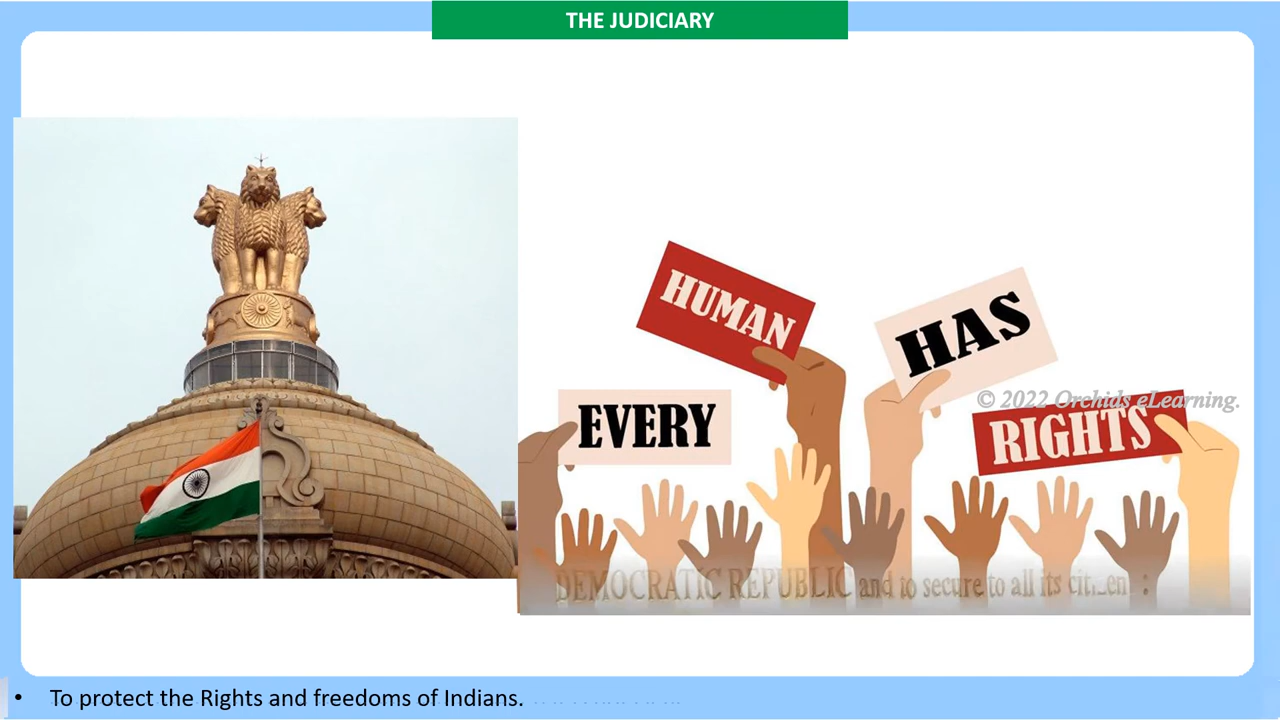 THE JUDICIARY
HUMAN
HAS
EVERY
RIGHTS
© 2022 Orchids eLearning.
DEMOCRATIC REPUBLIC and to secure to all its
• To protect the Rights and freedoms of Indians.